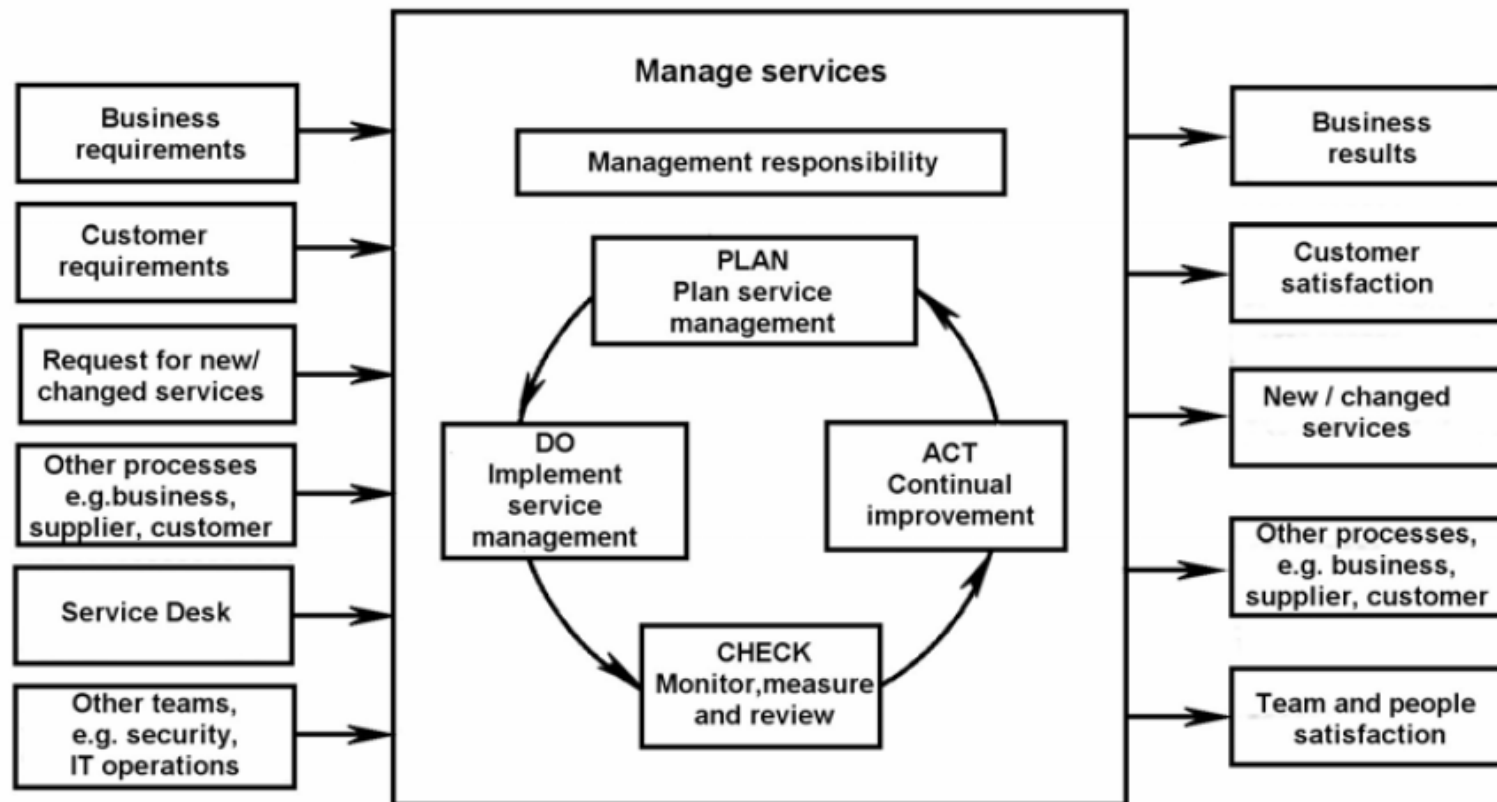 Manage services
Management responsibility
Business
requirements
Customer
requirements
Request for new/
changed services
Other processes
e.g.business,
supplier, customer
Service Desk
Other teams,
e.g. security,
IT operations
PLAN
Plan service
management
DO
Implement
service
management
CHECK
Monitor,measure
and review
ACT
Continual
improvement
Business
results
Customer
satisfaction
New / changed
services
Other processes,
e.g. business,
supplier, customer
Team and people
satisfaction